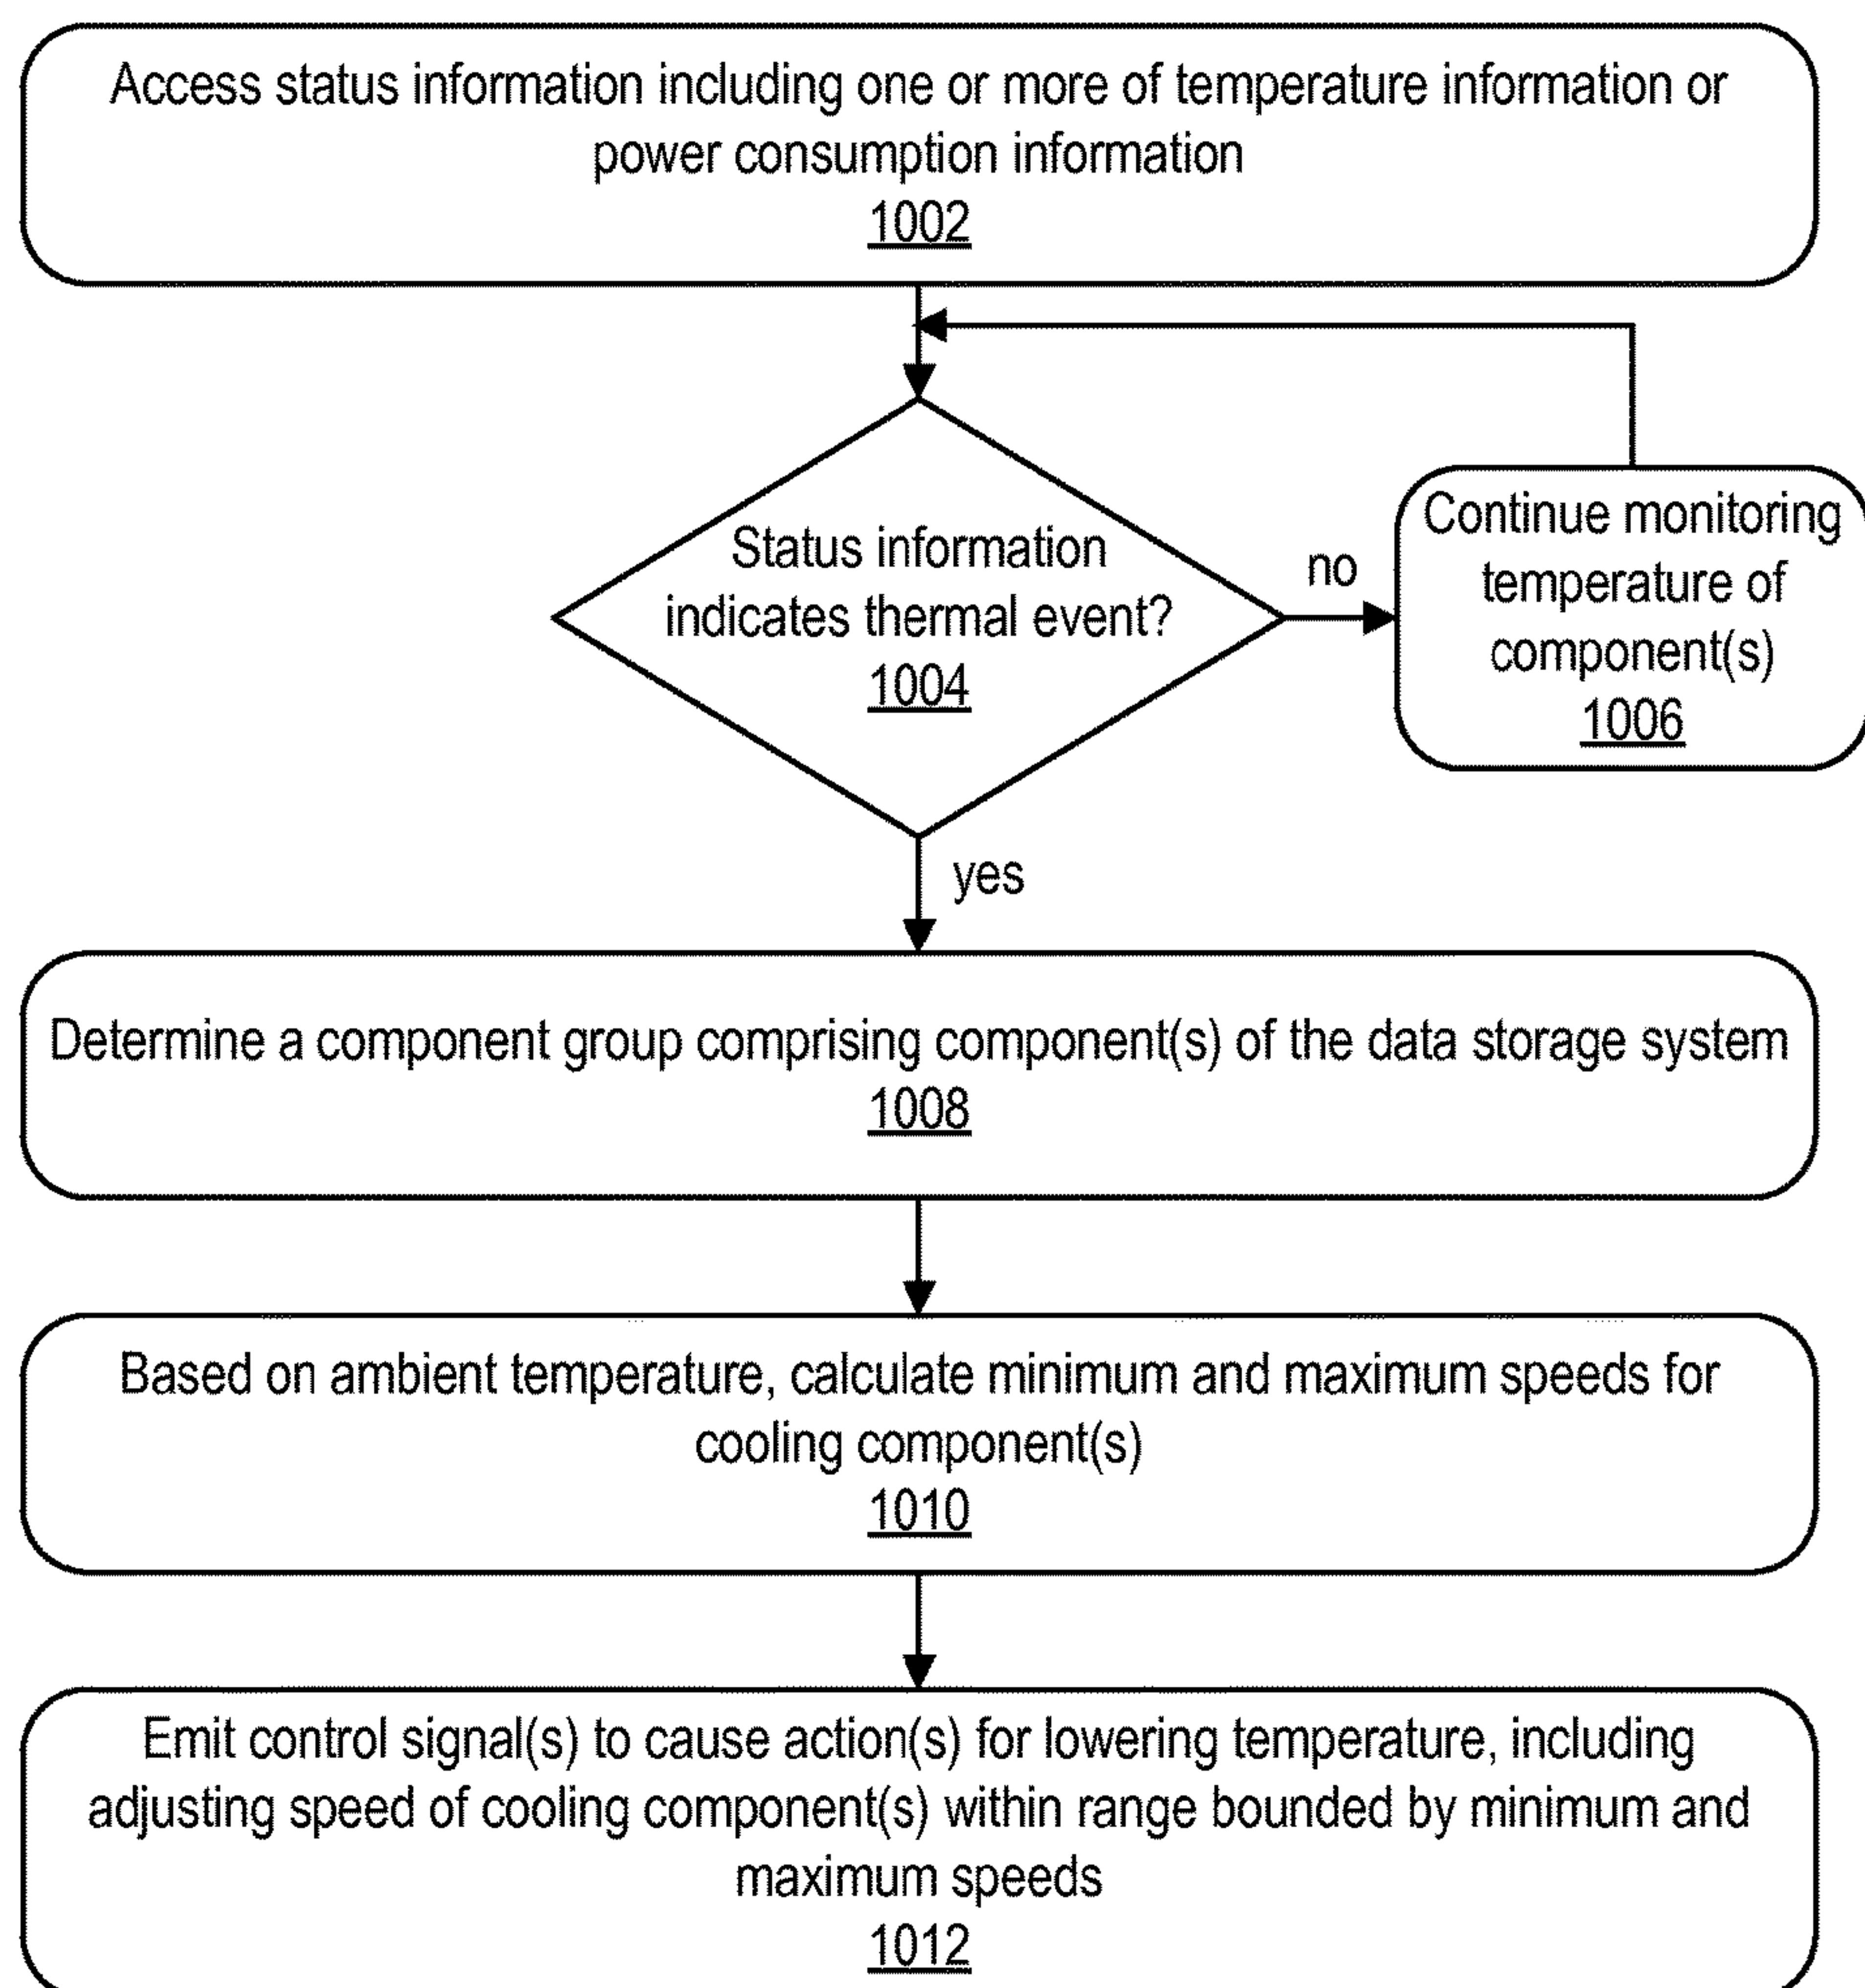 Access status information including one or more of temperature information or
power consumption information
1002
Status information
indicates thermal event?
1004
no
Continue monitoring
temperature of
component(s)
1006
yes
Determine a component group comprising component(s) of the data storage system
1008
Based on ambient temperature, calculate minimum and maximum speeds for
cooling component(s)
1010
Emit control signal(s) to cause action(s) for lowering temperature, including
adjusting speed of cooling component(s) within range bounded by minimum and
maximum speeds
1012